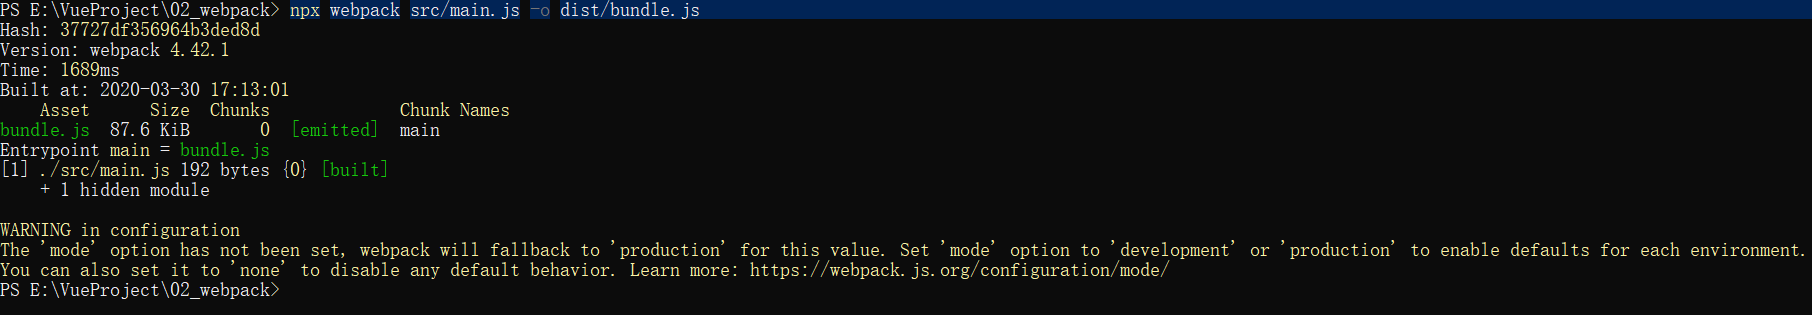 PS E:\VueProject\02_webpack> npx webpack src/main.js -o dist/bundle.js
Hash: 37727df356964b3ded8d
Version: webpack 4.42.1
Time: 1689ms
Built at: 2020-03-30 17:13:01
    Asset      Size  Chunks             Chunk Names
bundle.js  87.6 KiB       0  [emitted]  main
Entrypoint main = bundle.js
[1] ./src/main.js 192 bytes {0} [built]
    + 1 hidden module

WARNING in configuration
The 'mode' option has not been set, webpack will fallback to 'production' for this value. Set 'mode' option to 'development' or 'production' to enable defaults for each environment.
You can also set it to 'none' to disable any default behavior. Learn more: https://webpack.js.org/configuration/mode/
PS E:\VueProject\02_webpack>